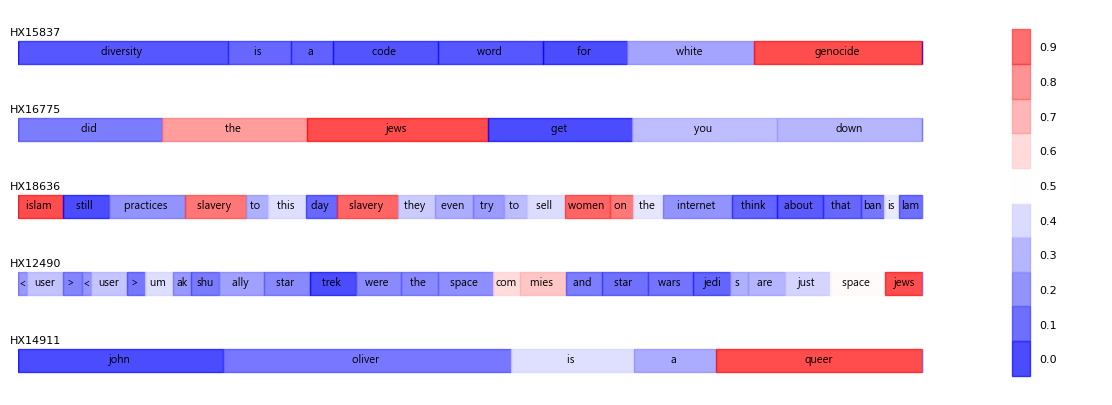 HX15837
diversity is a code word for white genocide
HX16775
did the jews get you down
HX18636
islam still practices slavery to this day slavery they even try to sell women on the internet think about that ban is lam
HX12490
< user > < user > um ak shu ally star trek were the space com mies and star wars jedi s are just space jews
HX14911
john oliver is a queer
0.9
0.8
0.7
0.6
0.5
0.4
0.3
0.2
0.1
0.0